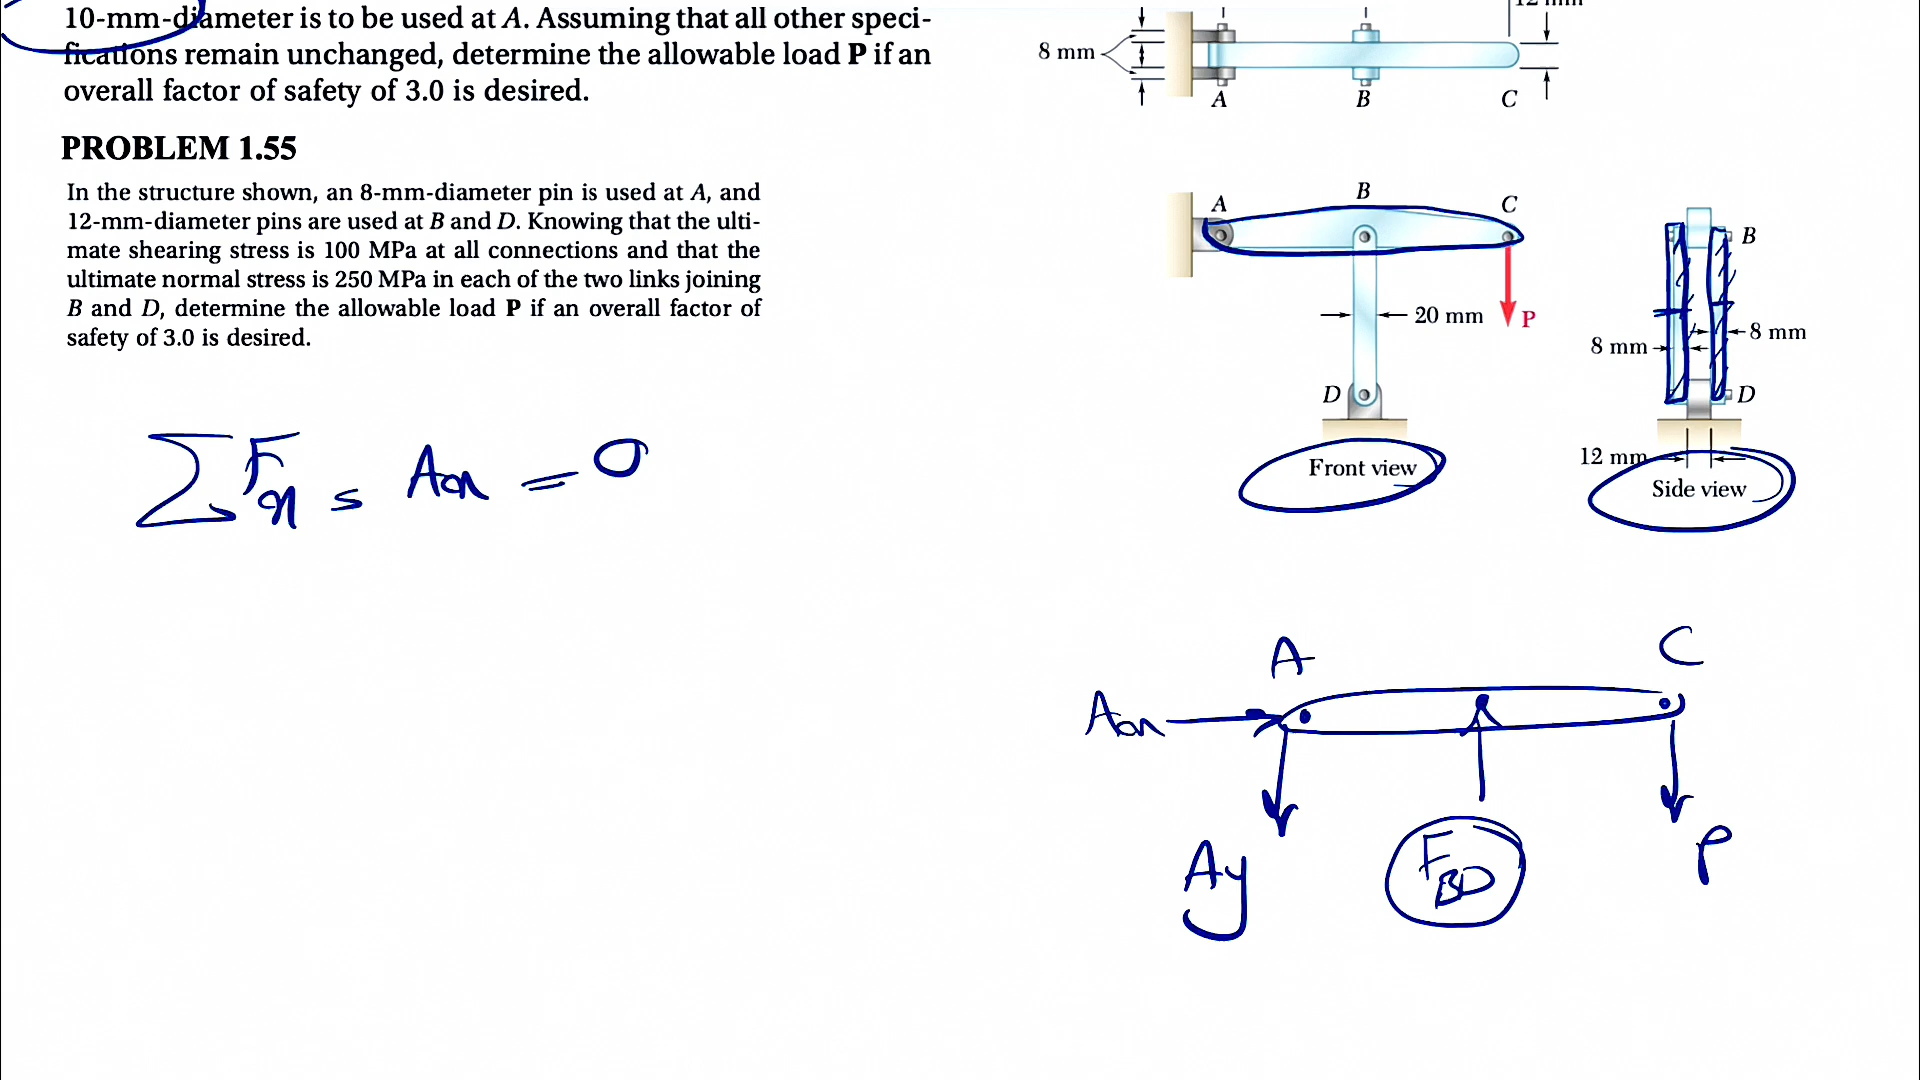 10-mm-diameter is to be used at A. Assuming that all other speci-
fications remain unchanged, determine the allowable load P if an
overall factor of safety of 3.0 is desired.
PROBLEM 1.55
In the structure shown, an 8-mm-diameter pin is used at A, and
12-mm-diameter pins are used at B and D. Knowing that the ulti-
mate shearing stress is 100 MPa at all connections and that the
ultimate normal stress is 250 MPa in each of the two links joining
B and D, determine the allowable load P if an overall factor of
safety of 3.0 is desired.
12 mm
8 mm
A
B
C
A
B
C
20 mm
P
D
Front view
B
8 mm
8 mm
D
12 mm
Side view
∑Fx = Ax = 0
A
C
Ax
Ay
FBD
P